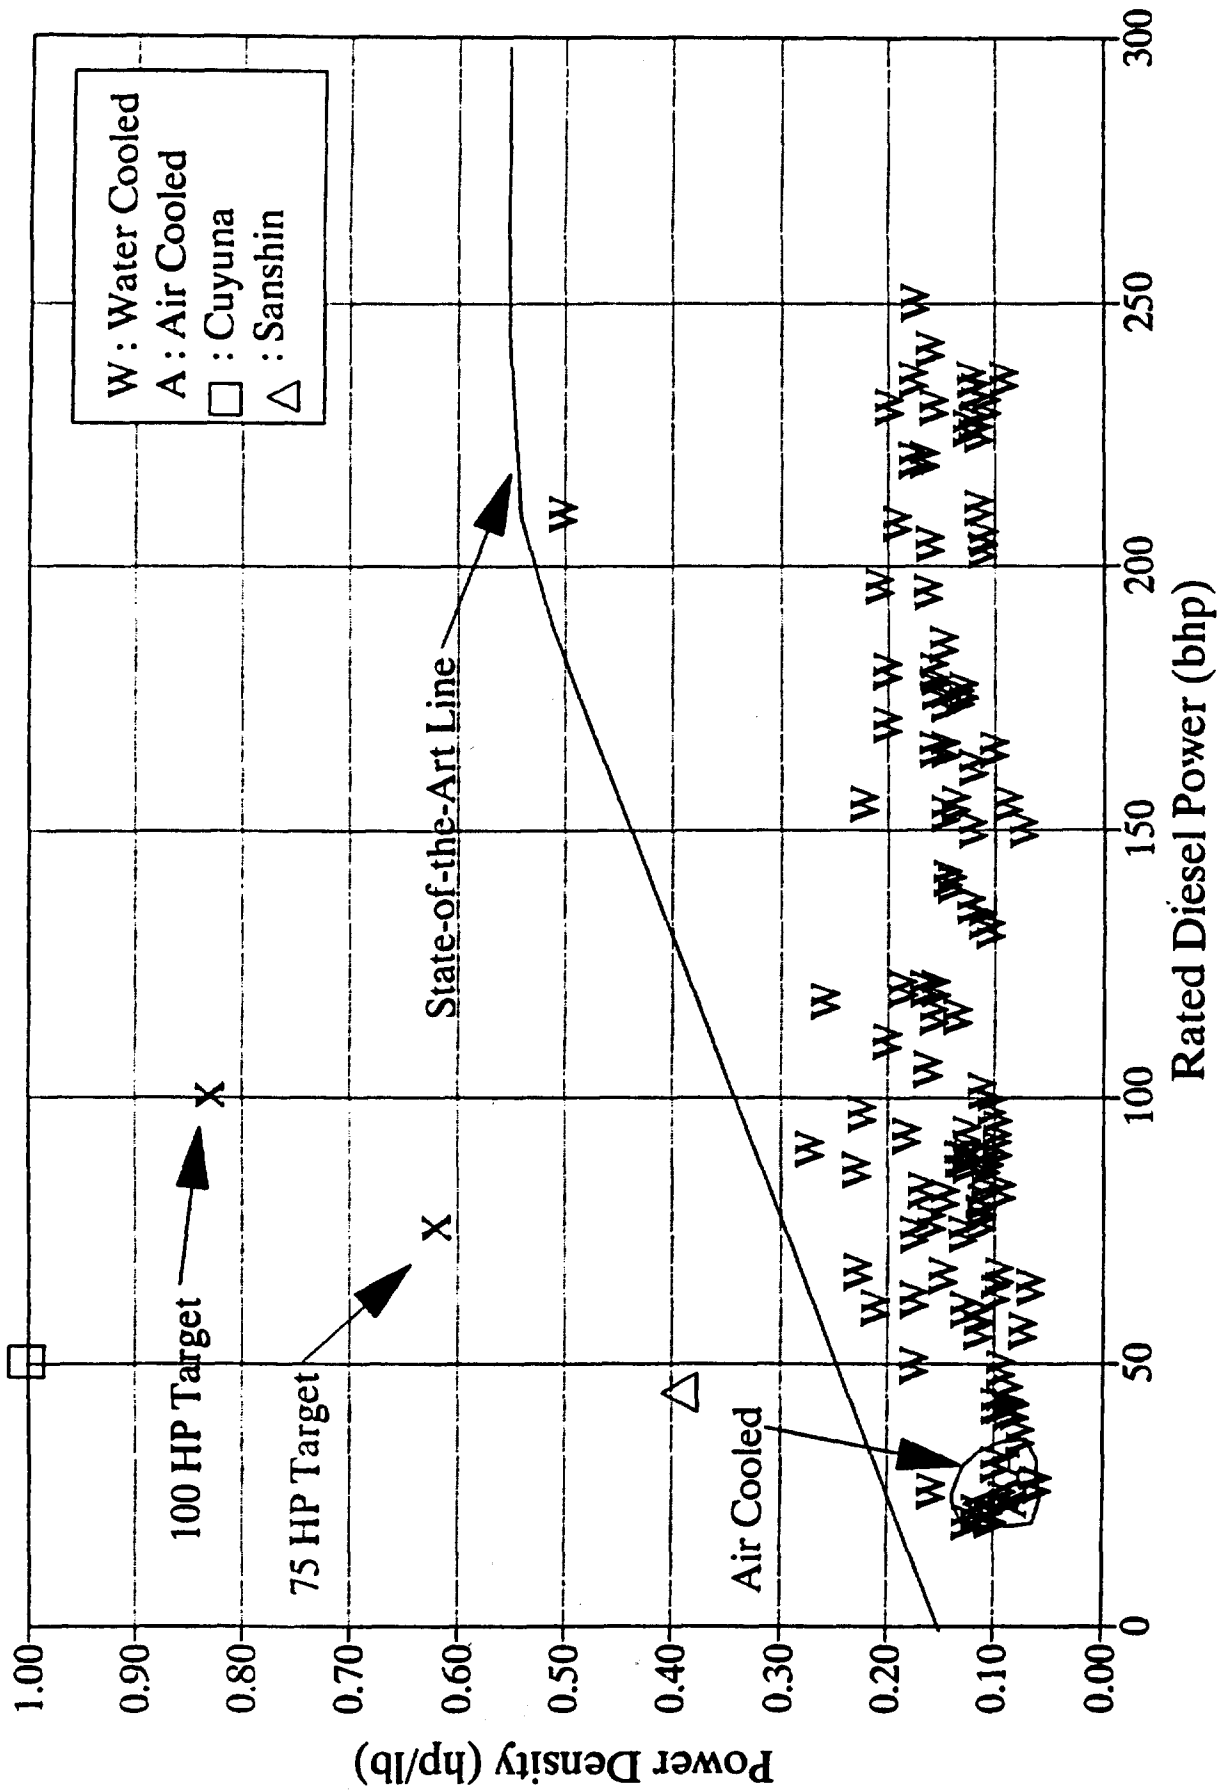 W : Water Cooled
A : Air Cooled
: Cuyuna
: Sanshin
100 HP Target
X
75 HP Target
X
State-of-the-Art Line
Air Cooled
Power Density (hp/lb)
1.00
0.90
0.80
0.70
0.60
0.50
0.40
0.30
0.20
0.10
0.00
0 50 100 150 200 250 300
Rated Diesel Power (bhp)